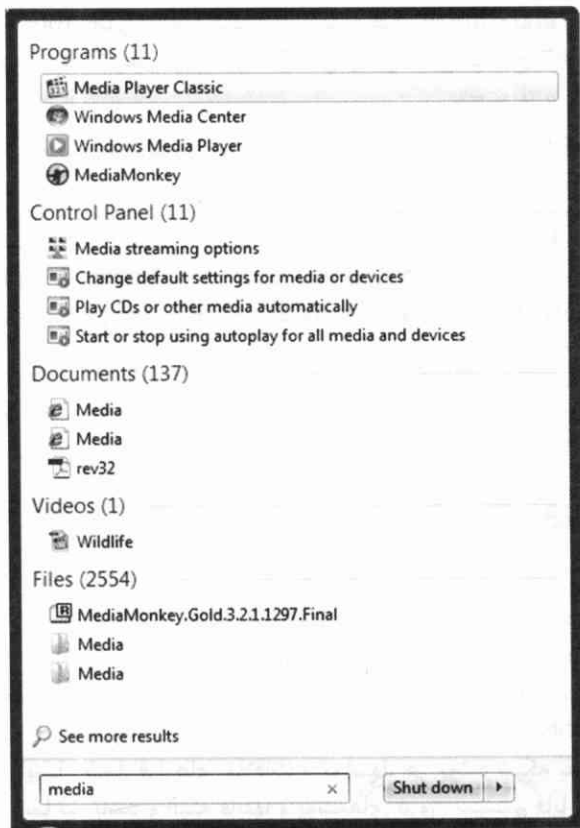 Programs (11)
Media Player Classic
Windows Media Center
Windows Media Player
MediaMonkey
Control Panel (11)
Media streaming options
Change default settings for media or devices
Play CDs or other media automatically
Start or stop using autoplay for all media and devices
Documents (137)
Media
Media
rev32
Videos (1)
Wildlife
Files (2554)
MediaMonkey.Gold.3.2.1.1297.Final
Media
Media
See more results
media × Shut down